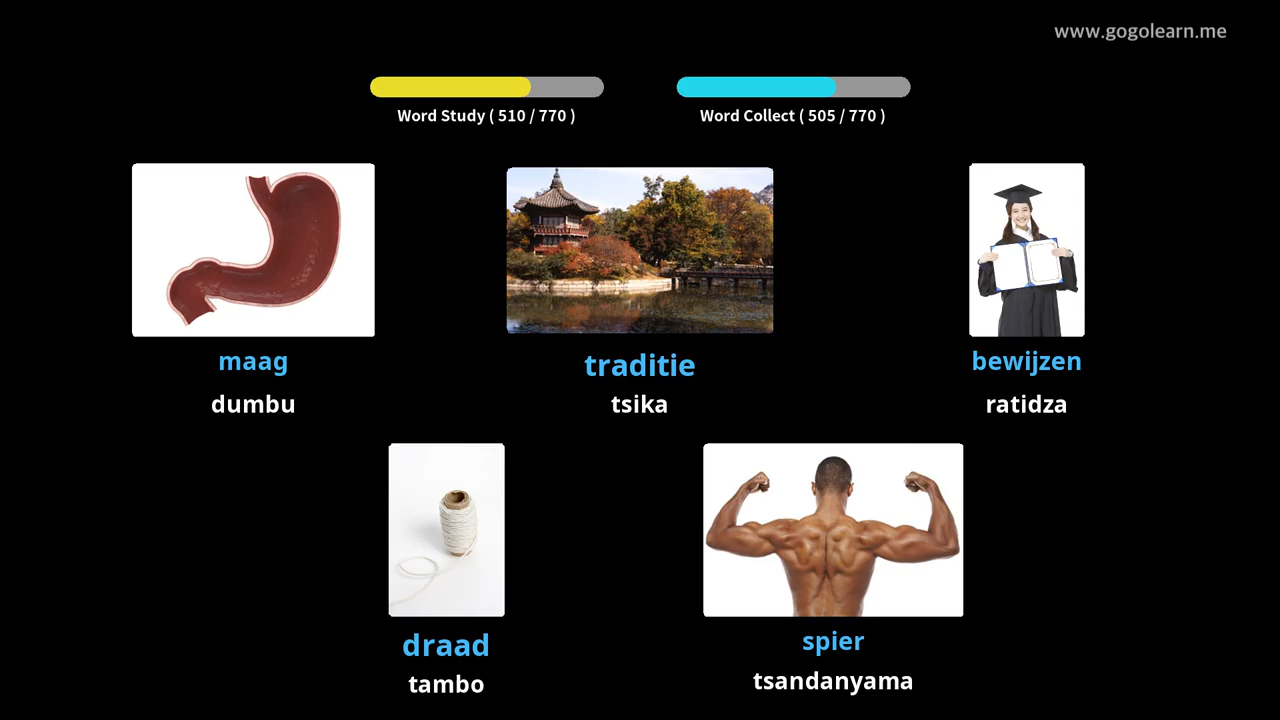 www.gogolearn.me
Word Study ( 510 / 770 )
Word Collect ( 505 / 770 )
maag
dumbu
traditie
tsika
bewijzen
ratidza
draad
tambo
spier
tsandanyama